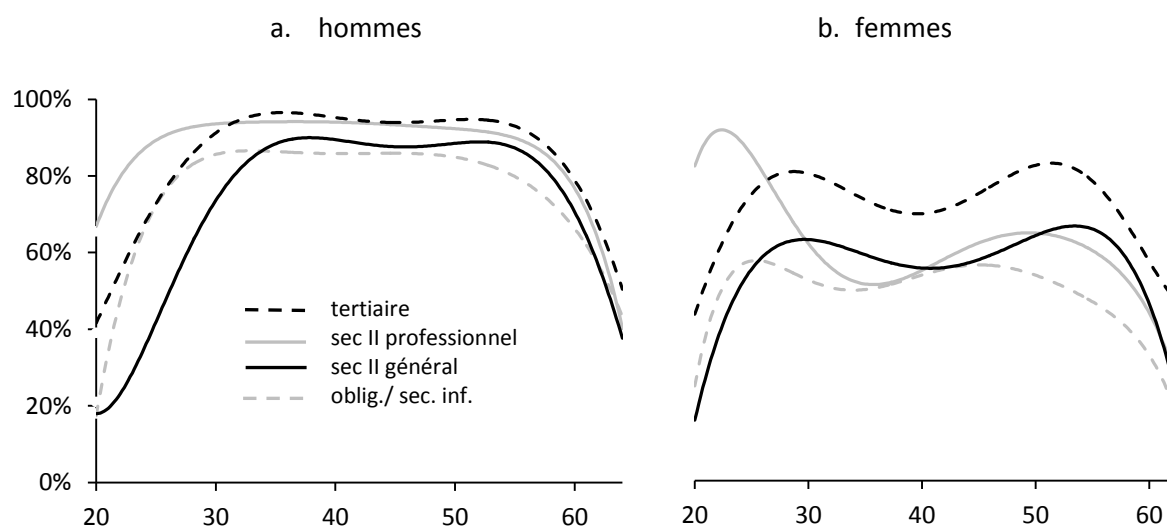 a. hommes
b. femmes
100%
80%
60%
40%
20%
0%
tertiaire
sec II professionnel
sec II général
oblig./ sec. inf.
20 30 40 50 60
20 30 40 50 60